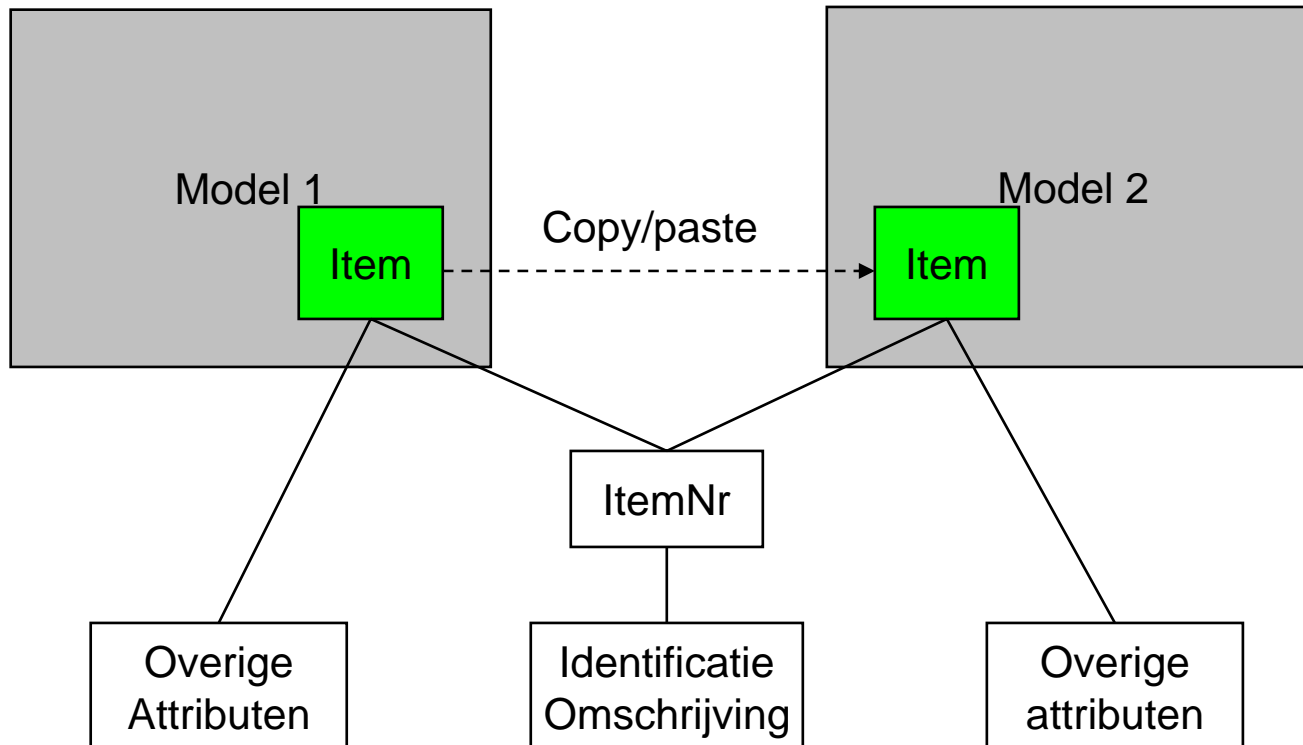 Model 1
Model 2
Copy/paste
Item
Item
ItemNr
Overige
Attributen
Identificatie
Omschrijving
Overige
attributen